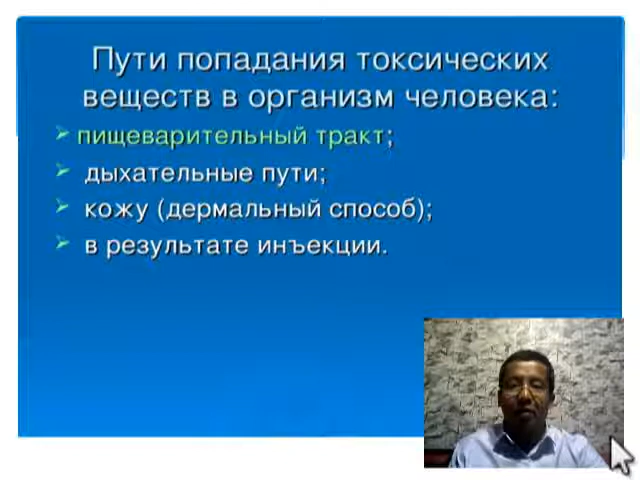 Пути попадания токсических
веществ в организм человека:
пищеварительный тракт;
дыхательные пути;
кожу (дермальный способ);
в результате инъекции.